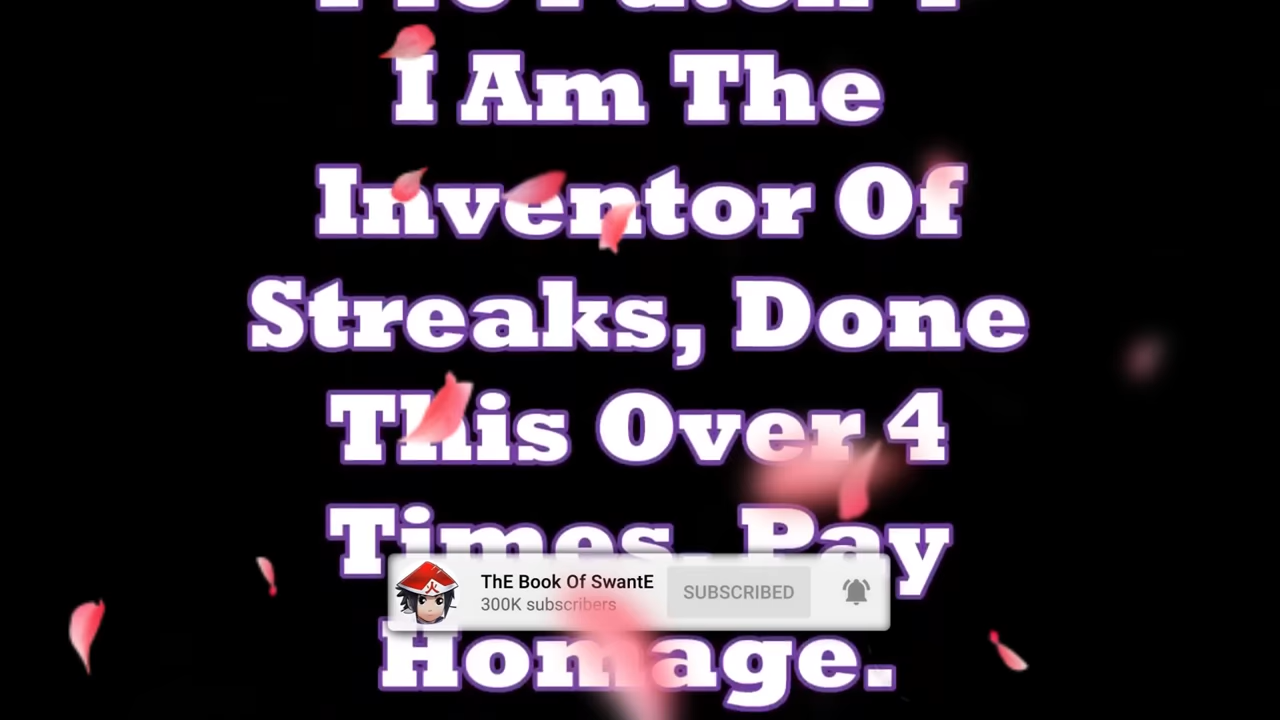 I Am The
Inventor Of
Streaks, Done
This Over 4
Times. Pay
ThE Book Of SwantE
300K subscribers
SUBSCRIBED
Homage.